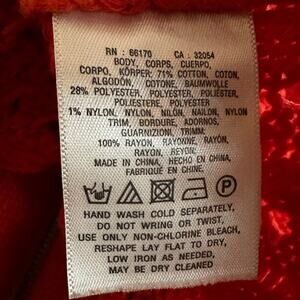 RN : 66170 CA : 32054
BODY, CORPS, CUERPO,
CORPO, KÖRPER: 71% COTTON, COTON,
ALGODÓN, COTONE, BAUMWOLLE
28% POLYESTER, POLYESTER, POLIÉSTER,
POLIESTERE, POLYESTER
1% NYLON, NYLON, NILÓN, NAILON, NYLON
TRIM, BORDURE, ADORNOS,
GUARNIZIONI, TRIMM:
100% RAYON, RAYONNE, RAYÓN,
RAYON, REYON:
MADE IN CHINA, HECHO EN CHINA,
FABRIQUÉ EN CHINE.
P
HAND WASH COLD SEPARATELY,
DO NOT WRING OR TWIST,
USE ONLY NON-CHLORINE BLEACH,
RESHAPE LAY FLAT TO DRY,
LOW IRON AS NEEDED,
MAY BE DRY CLEANED